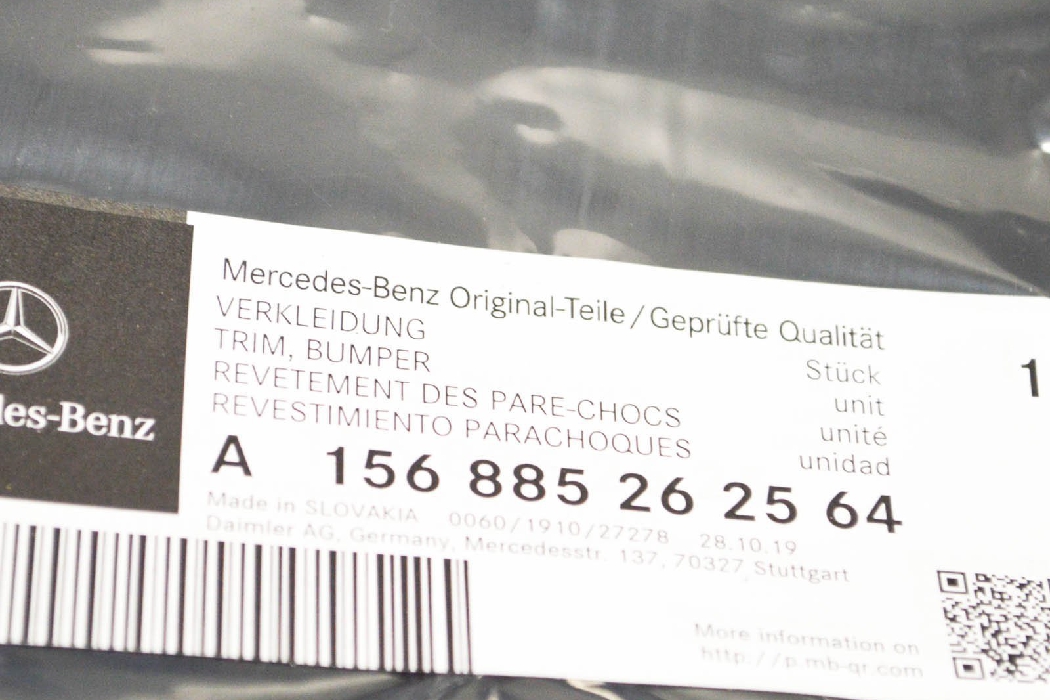 des-Benz
Mercedes-Benz Original-Teile/Geprüfte Qualität
VERKLEIDUNG
TRIM, BUMPER
REVETEMENT DES PARE-CHOCS
REVESTIMIENTO PARACHOQUES
Stück 1
unit
unité
unidad
A 156 885 26 25 64
Made in SLOVAKIA 0060/1910/27278 28.10.19
Daimler AG, Germany, Mercedesstr. 137, 70327 Stuttgart
More information on
http://p.mb-qr.com